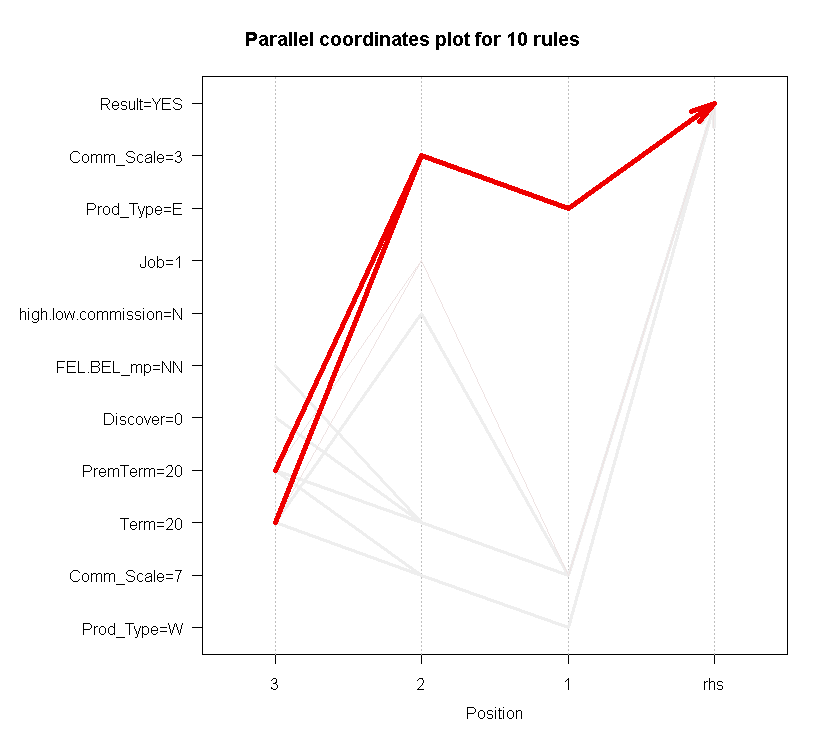 Parallel coordinates plot for 10 rules
Result=YES
Comm_Scale=3
Prod_Type=E
Job=1
high.low.commission=N
FEL.BEL_mp=NN
Discover=0
PremTerm=20
Term=20
Comm_Scale=7
Prod_Type=W
3 2 1 rhs
Position